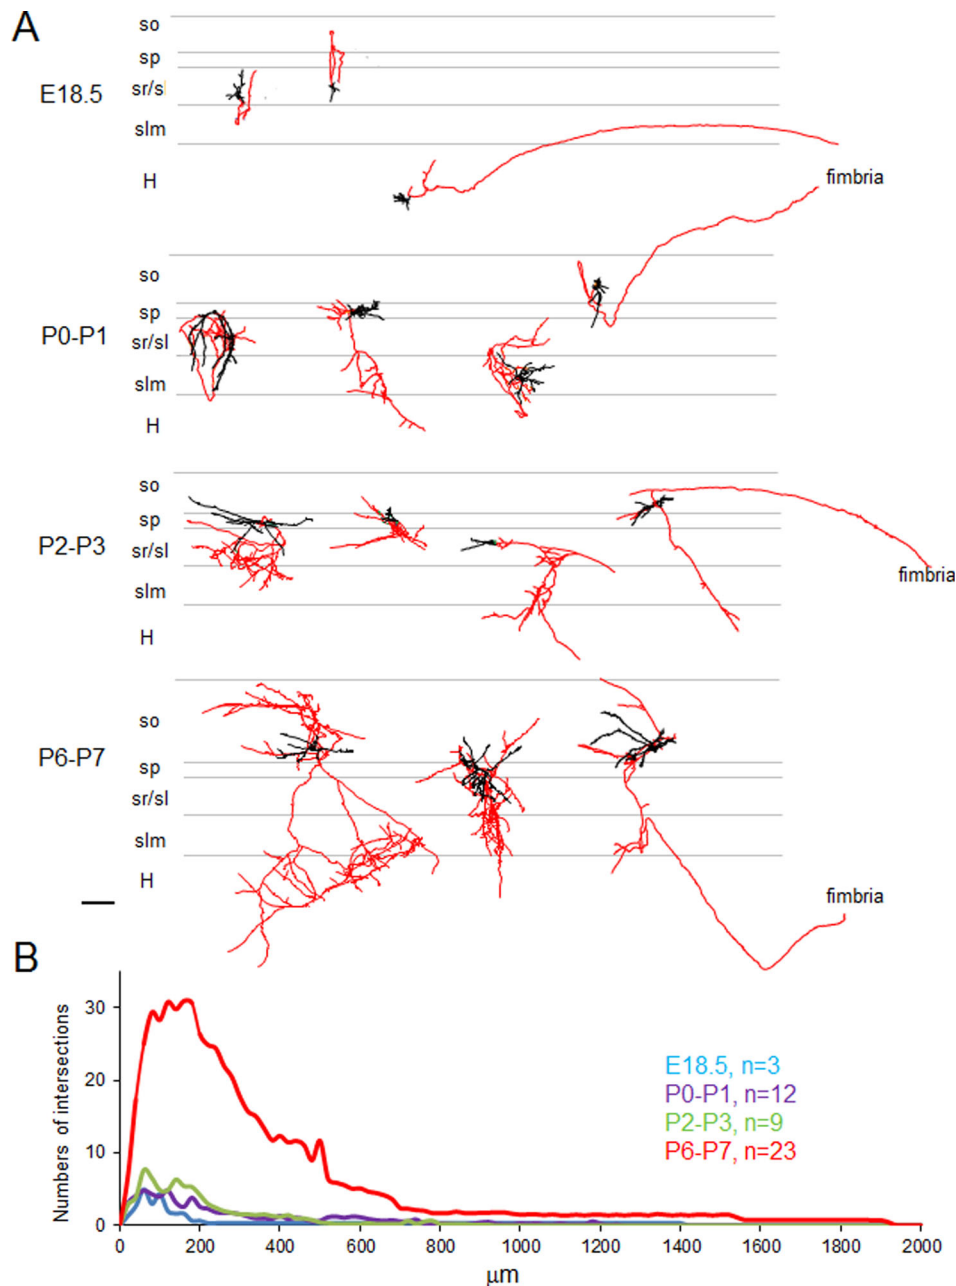 A
so
sp
E18.5
sr/sl
slm
H
fimbria
so
sp
P0-P1
sr/sl
slm
H
so
sp
P2-P3
sr/sl
slm
fimbria
H
so
P6-P7
sp
sr/sl
slm
H
fimbria
B
Numbers of intersections
30
20
10
0
E18.5, n=3
P0-P1, n=12
P2-P3, n=9
P6-P7, n=23
0 200 400 600 800 1000 1200 1400 1600 1800 2000
μm